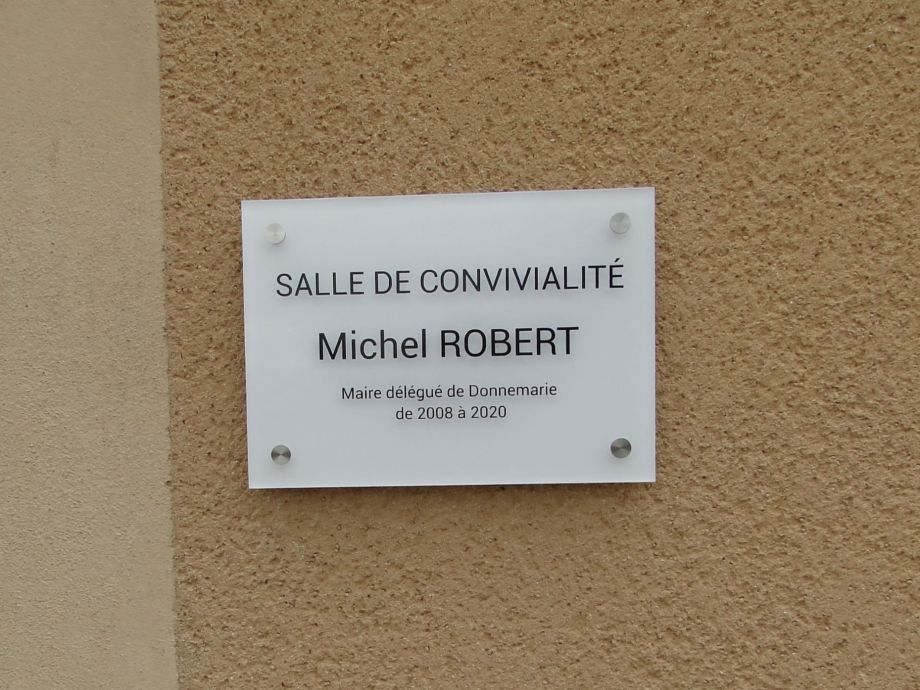 SALLE DE CONVIVIALITÉ
Michel ROBERT
Maire délégué de Donnemarie
de 2008 à 2020